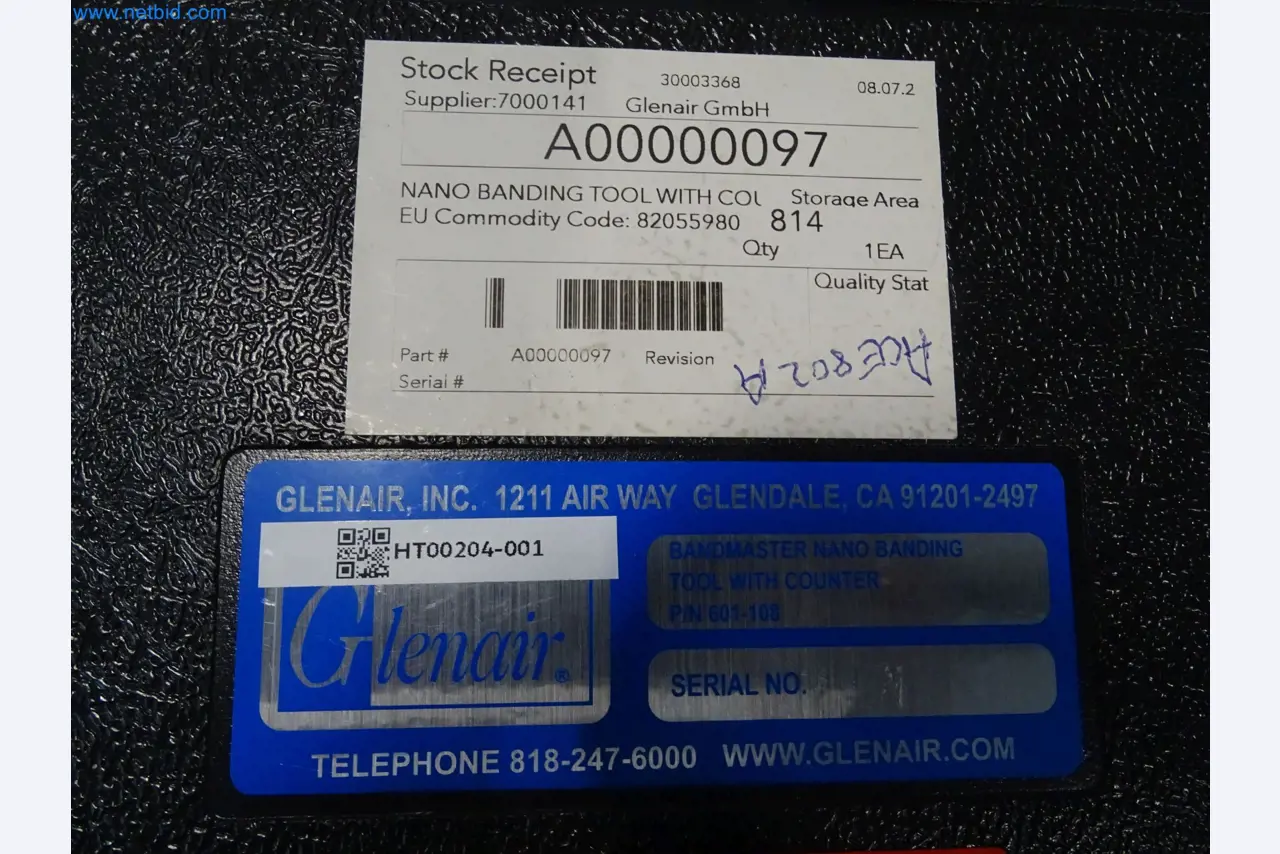 www.netbid.com
Stock Receipt 30003368 08.07.2
Supplier:7000141 Glenair GmbH
A00000097
NANO BANDING TOOL WITH COU Storage Area
EU Commodity Code: 82055980 814
Qty 1EA
Quality Stat
Part # A00000097 Revision
Serial #
ACE802A
GLENAIR, INC. 1211 AIR WAY GLENDALE, CA 91201-2497
HT00204-001
BANDMASTER NANO BANDING
TOOL WITH COUNTER
P/N 601-108
Glenair®
SERIAL NO.
TELEPHONE 818-247-6000 WWW.GLENAIR.COM